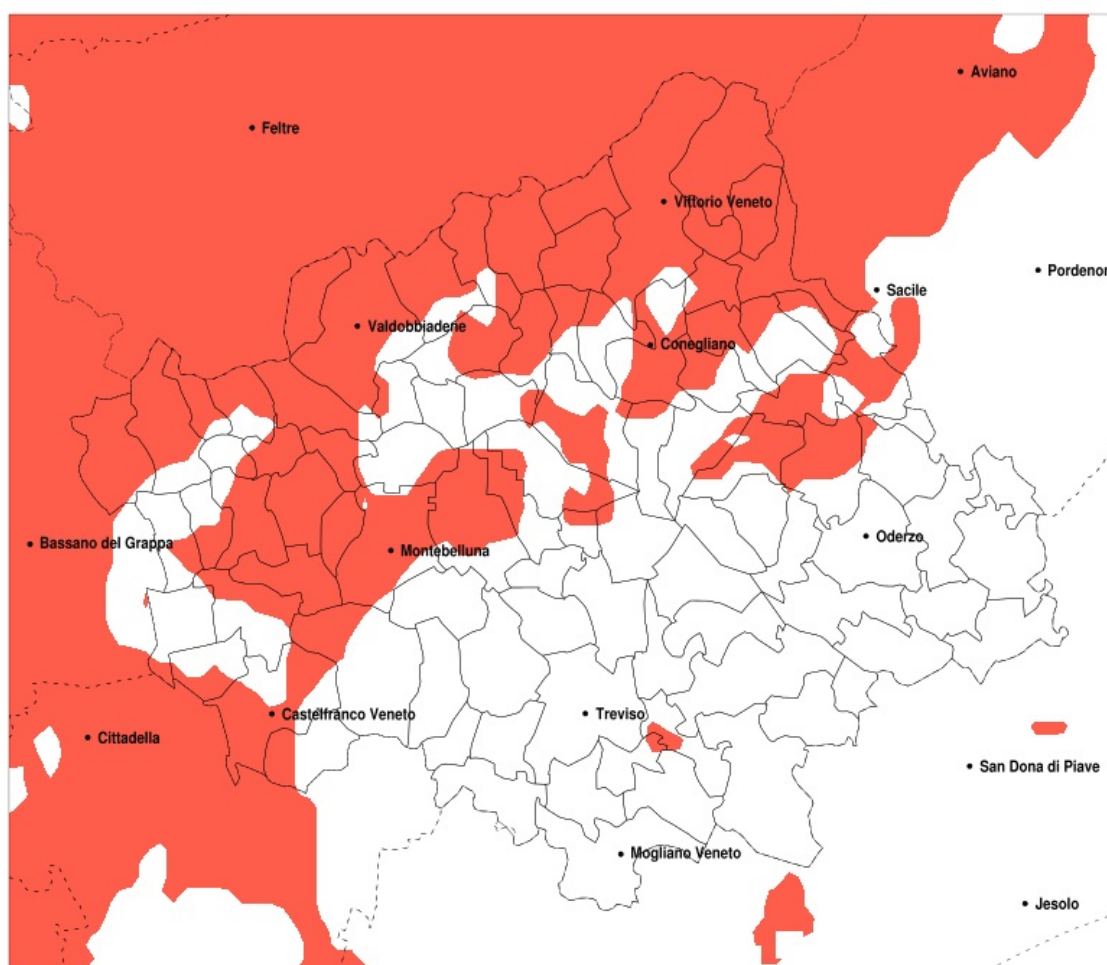 Aviano
Feltre
Vittorio Veneto
Pordenon
Sacile
Valdobbiadene
Conegliano
Bassano del Grappa
Oderzo
Montebelluna
Castelfranco Veneto
Treviso
Cittadella
San Dona di Piave
Mogliano Veneto
Jesolo